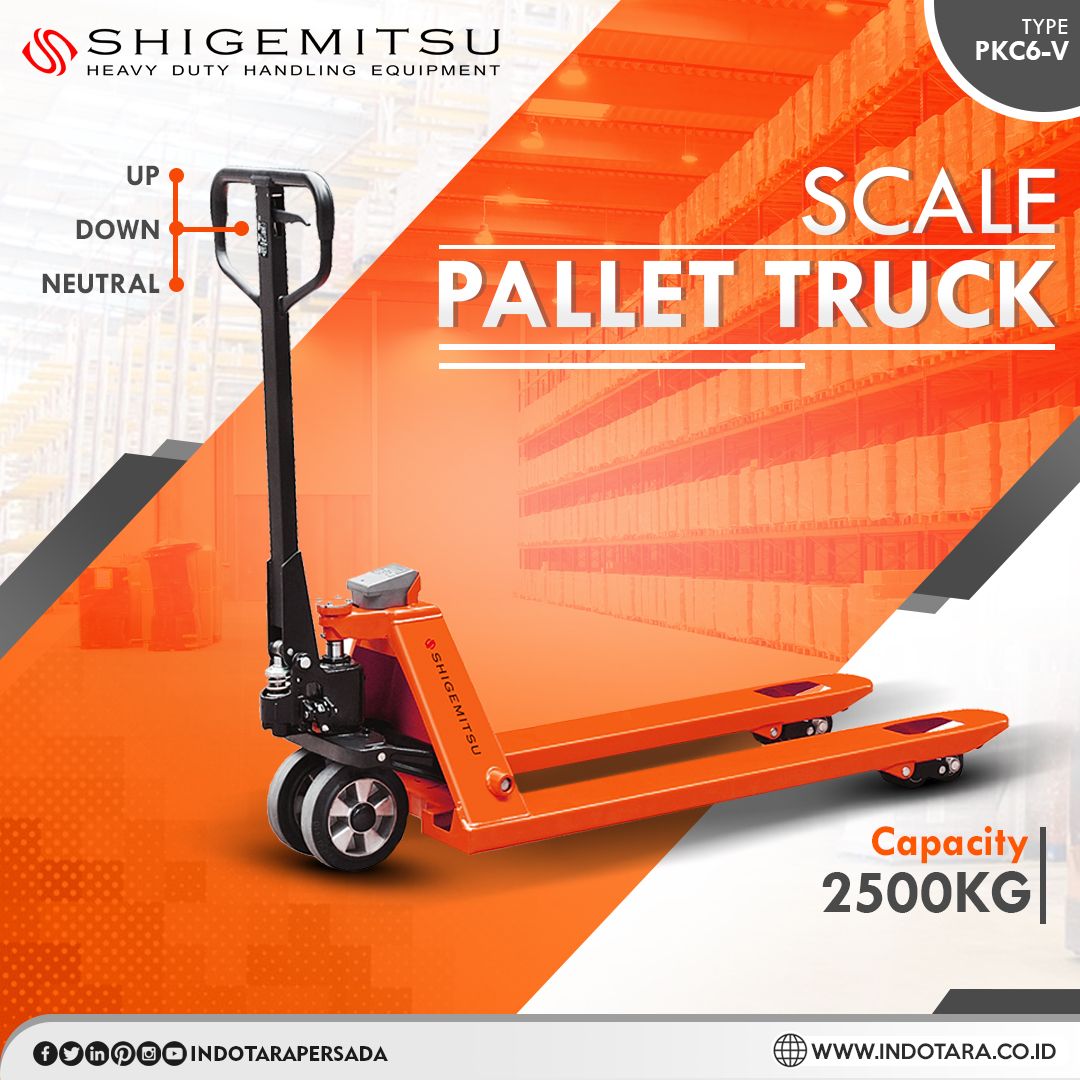 SHIGEMITSU
HEAVY DUTY HANDLING EQUIPMENT
TYPE
PKC6-V
UP
DOWN
NEUTRAL
SCALE
PALLET TRUCK
SHIGEMITSU
Capacity
2500KG
INDOTARAPERSADA
WWW.INDOTARA.CO.ID